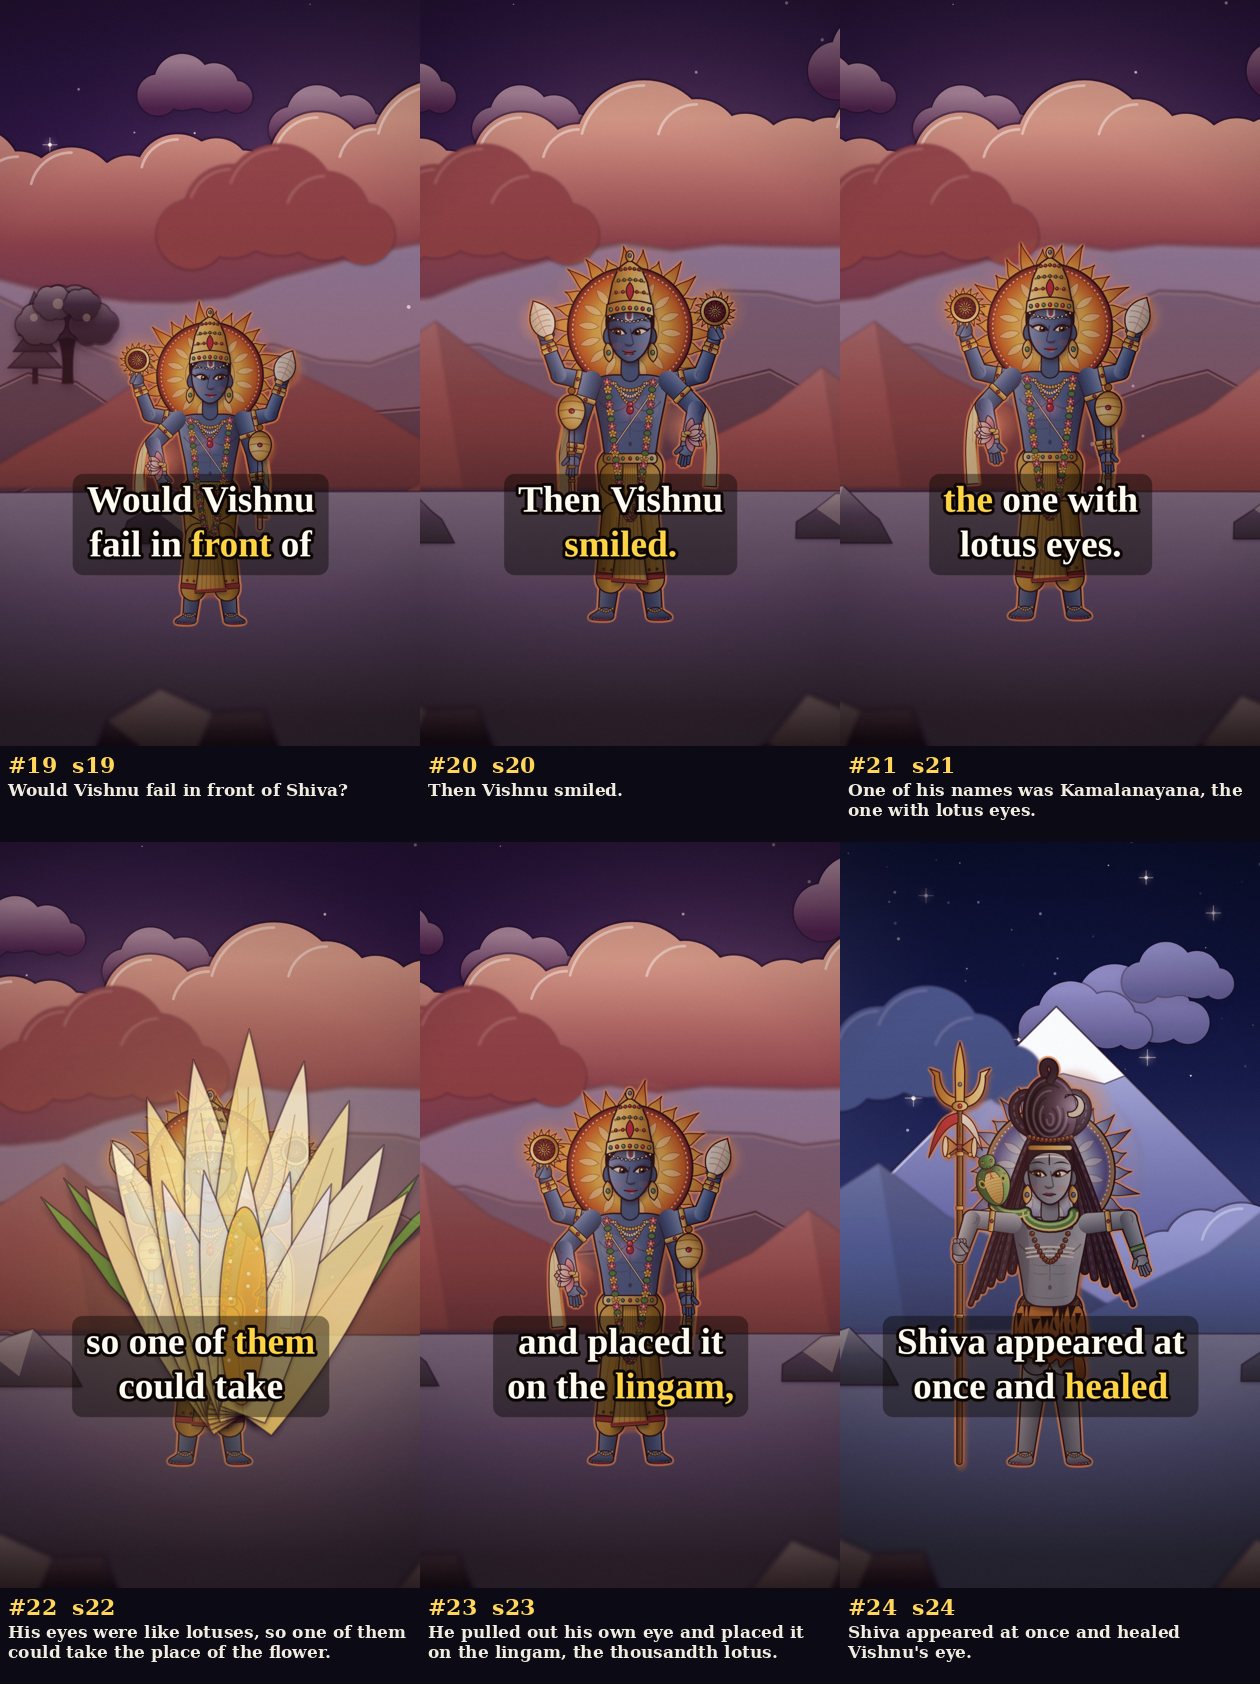 Would Vishnu
fail in front of
Then Vishnu
smiled.
the one with
lotus eyes.
#19 s19
Would Vishnu fail in front of Shiva?
#20 s20
Then Vishnu smiled.
#21 s21
One of his names was Kamalanayana, the
one with lotus eyes.
so one of them
could take
and placed it
on the lingam,
Shiva appeared at
once and healed
#22 s22
His eyes were like lotuses, so one of them
could take the place of the flower.
#23 s23
He pulled out his own eye and placed it
on the lingam, the thousandth lotus.
#24 s24
Shiva appeared at once and healed
Vishnu's eye.